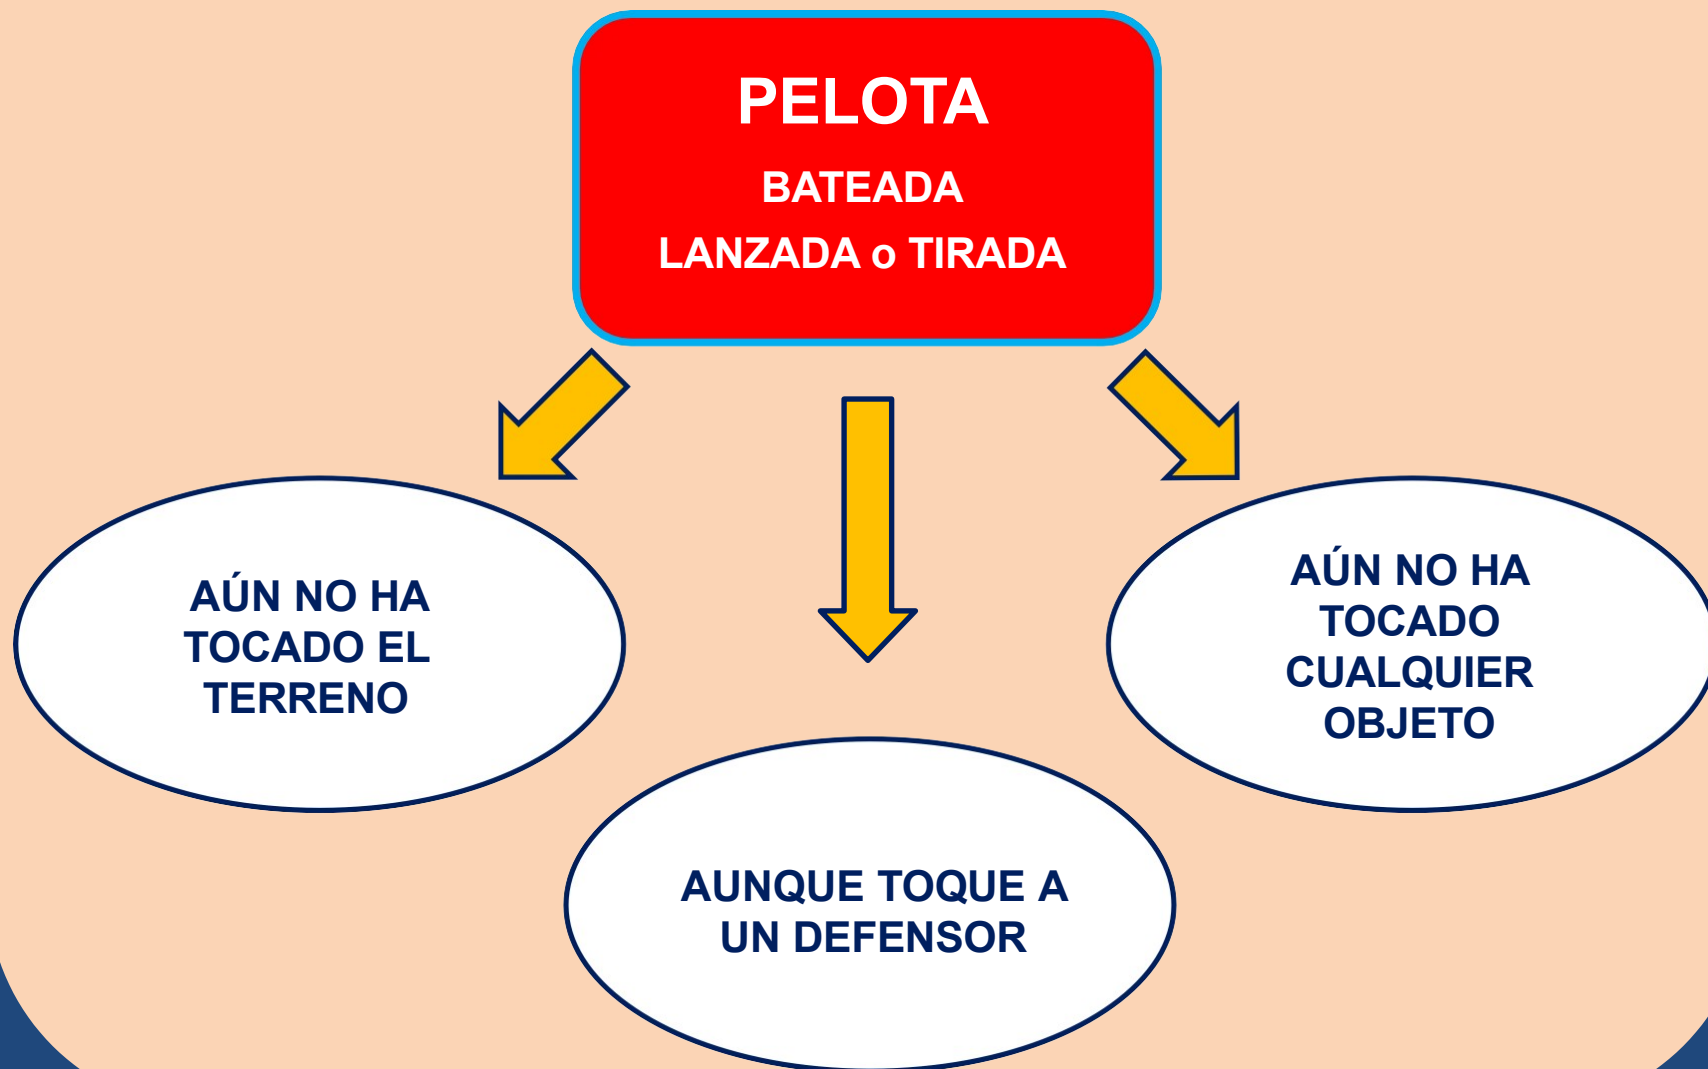 PELOTA
BATEADA
LANZADA o TIRADA
AÚN NO HA
TOCADO EL
TERRENO
AUNQUE TOQUE A
UN DEFENSOR
AÚN NO HA
TOCADO
CUALQUIER
OBJETO